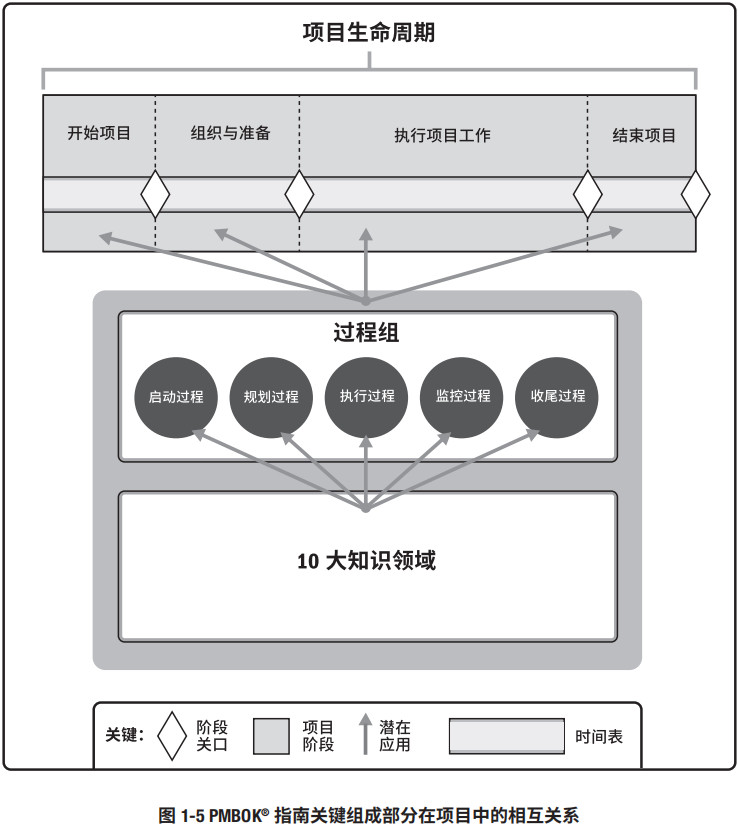 项目生命周期
开始项目
组织与准备
执行项目工作
结束项目
过程组
启动过程
规划过程
执行过程
监控过程
收尾过程
10 大知识领域
关键：
阶段
关口
项目
阶段
潜在
应用
时间表
图 1-5 PMBOK® 指南关键组成部分在项目中的相互关系